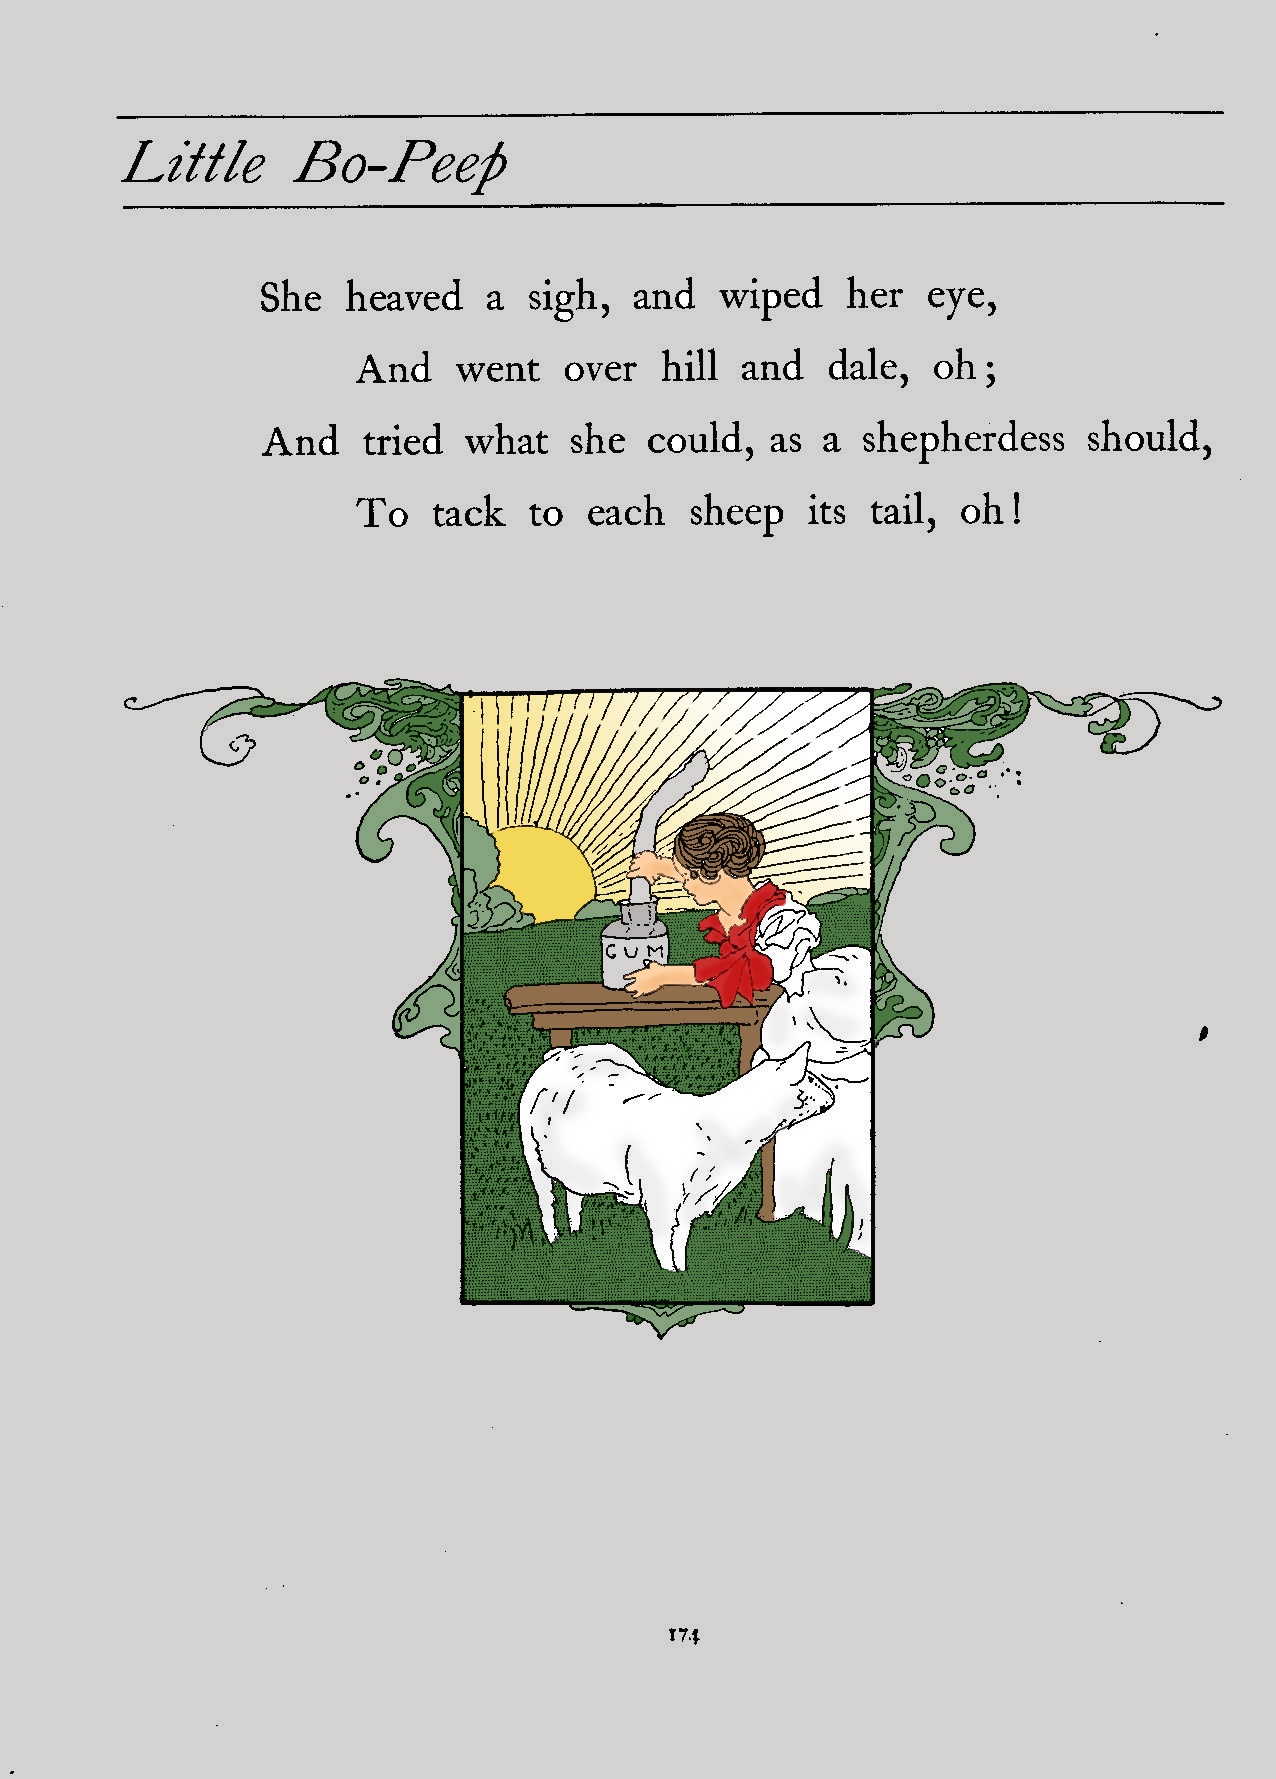 Little Bo-Peep
She heaved a sigh, and wiped her eye,
And went over hill and dale, oh;
And tried what she could, as a shepherdess should,
To tack to each sheep its tail, oh!
GUM
174